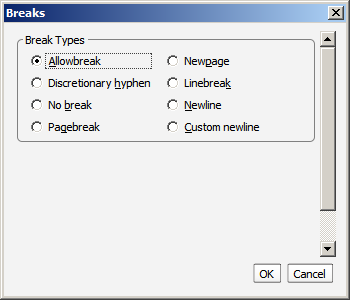 Breaks
Break Types
Allowbreak
Newpage
Discretionary hyphen
Linebreak
No break
Newline
Pagebreak
Custom newline
OK
Cancel